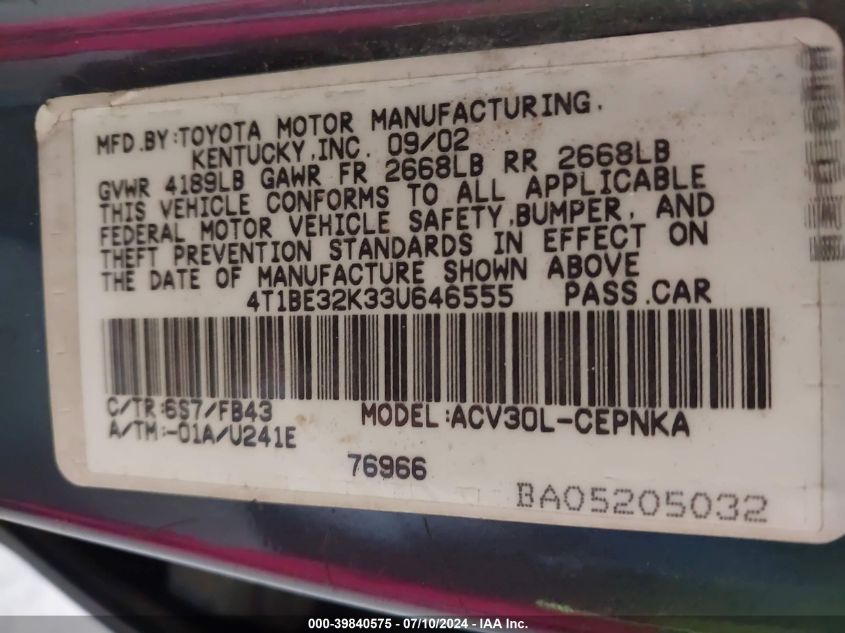 MFD.BY:TOYOTA MOTOR MANUFACTURING.
KENTUCKY,INC. 09/02
GVWR 4189LB GAWR FR 2668LB RR 2668LB
THIS VEHICLE CONFORMS TO ALL APPLICABLE
FEDERAL MOTOR VEHICLE SAFETY,BUMPER, AND
THEFT PREVENTION STANDARDS IN EFFECT ON
THE DATE OF MANUFACTURE SHOWN ABOVE
4T1BE32K33U646555 PASS.CAR
C/TR:6S7/FB43 MODEL:ACV30L-CEPNKA
A/TM:-01A/U241E
76966
BA05205032
000-39840575 - 07/10/2024 - IAA Inc.